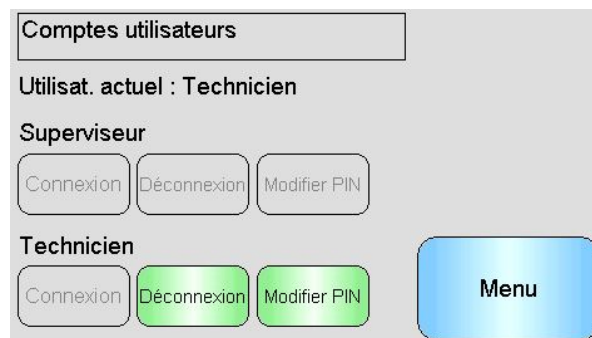 Comptes utilisateurs
Utilisat. actuel : Technicien
Superviseur
Connexion Déconnexion Modifier PIN
Technicien
Connexion Déconnexion Modifier PIN
Menu